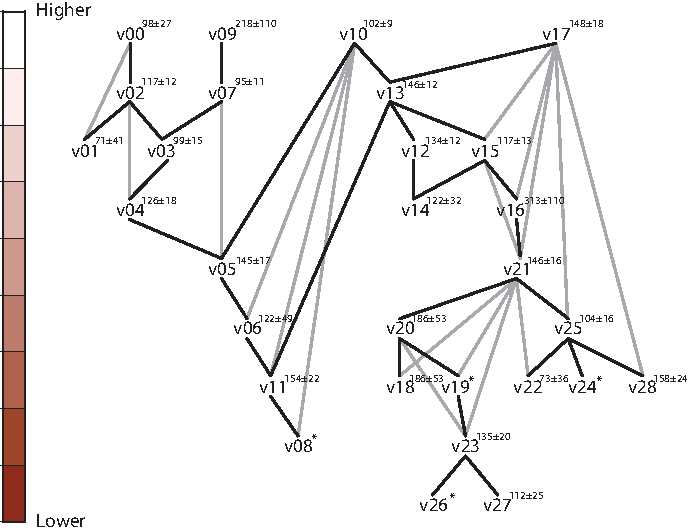 Higher
v00 98±27 v09 218±110 v10 102±9 v17 148±18
v02 117±12 v07 95±11 v13 146±12
v01 71±41 v03 99±15 v12 134±12 v15 117±13
v04 126±18 v14 122±32 v16 313±110
v05 145±17 v21 146±16
v06 122±49 v20 186±53 v25 104±16
v11 154±22 v18 186±53 v19* v22 73±36 v24* v28 158±24
v08* v23 135±20
v26* v27 112±25
Lower